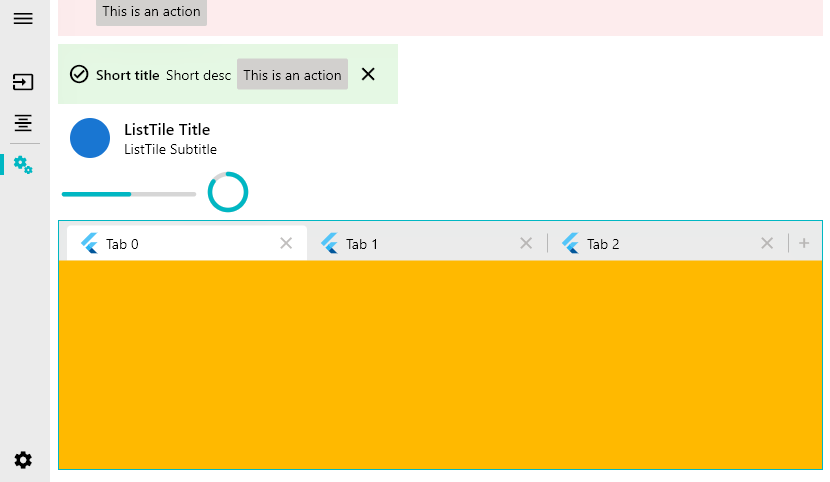 This is an action
Short title Short desc This is an action
ListTile Title
ListTile Subtitle
Tab 0 Tab 1 Tab 2